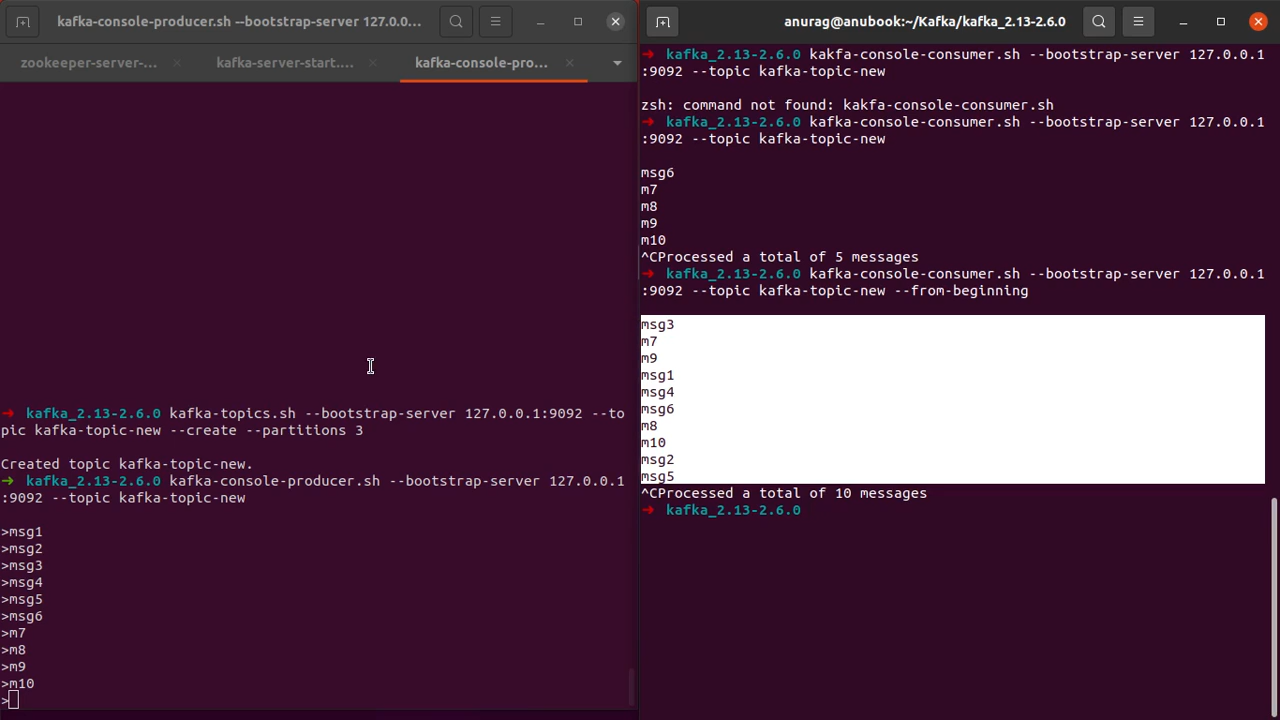 kafka-console-producer.sh --bootstrap-server 127.0.0...
zookeeper-server-...
kafka-server-start....
kafka-console-pro...
➜ kafka_2.13-2.6.0 kafka-topics.sh --bootstrap-server 127.0.0.1:9092 --to
pic kafka-topic-new --create --partitions 3
Created topic kafka-topic-new.
➜ kafka_2.13-2.6.0 kafka-console-producer.sh --bootstrap-server 127.0.0.1
:9092 --topic kafka-topic-new
>msg1
>msg2
>msg3
>msg4
>msg5
>msg6
>m7
>m8
>m9
>m10
>
anurag@anubook:~/Kafka/kafka_2.13-2.6.0
➜ kafka_2.13-2.6.0 kakfa-console-consumer.sh --bootstrap-server 127.0.0.1
:9092 --topic kafka-topic-new
zsh: command not found: kakfa-console-consumer.sh
➜ kafka_2.13-2.6.0 kafka-console-consumer.sh --bootstrap-server 127.0.0.1
:9092 --topic kafka-topic-new
msg6
m7
m8
m9
m10
^CProcessed a total of 5 messages
➜ kafka_2.13-2.6.0 kafka-console-consumer.sh --bootstrap-server 127.0.0.1
:9092 --topic kafka-topic-new --from-beginning
msg3
m7
m9
msg1
msg4
msg6
m8
m10
msg2
msg5
^CProcessed a total of 10 messages
➜ kafka_2.13-2.6.0